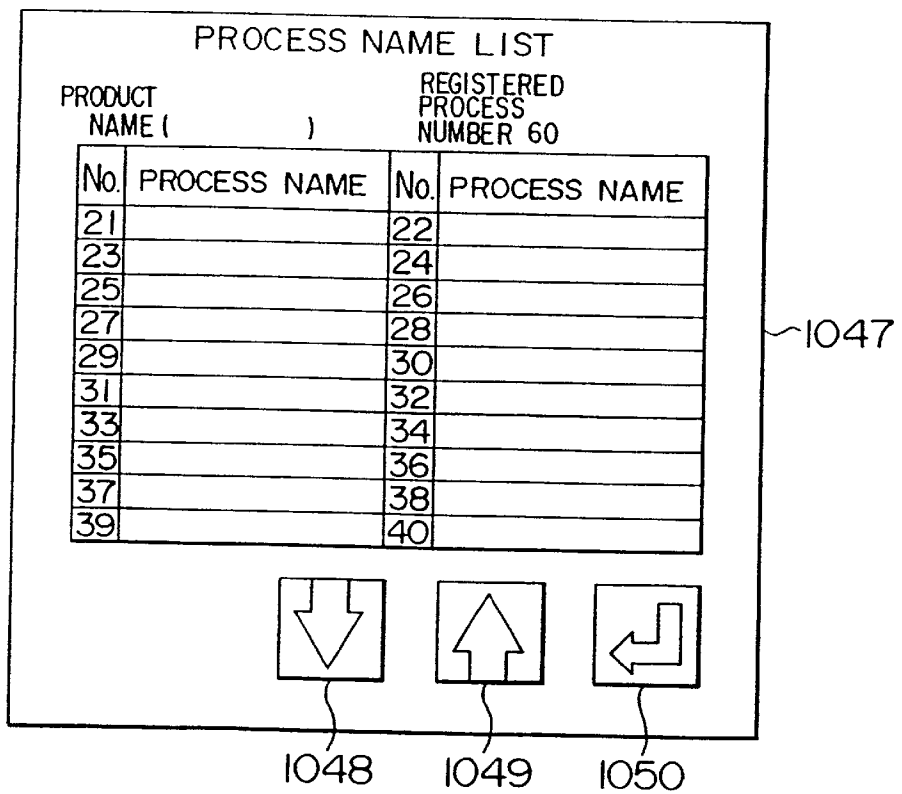 PROCESS NAME LIST
PRODUCT
NAME ( )
REGISTERED
PROCESS
NUMBER 60
No. PROCESS NAME No. PROCESS NAME
21 22
23 24
25 26
27 28
29 30
31 32
33 34
35 36
37 38
39 40
1047
1048 1049 1050